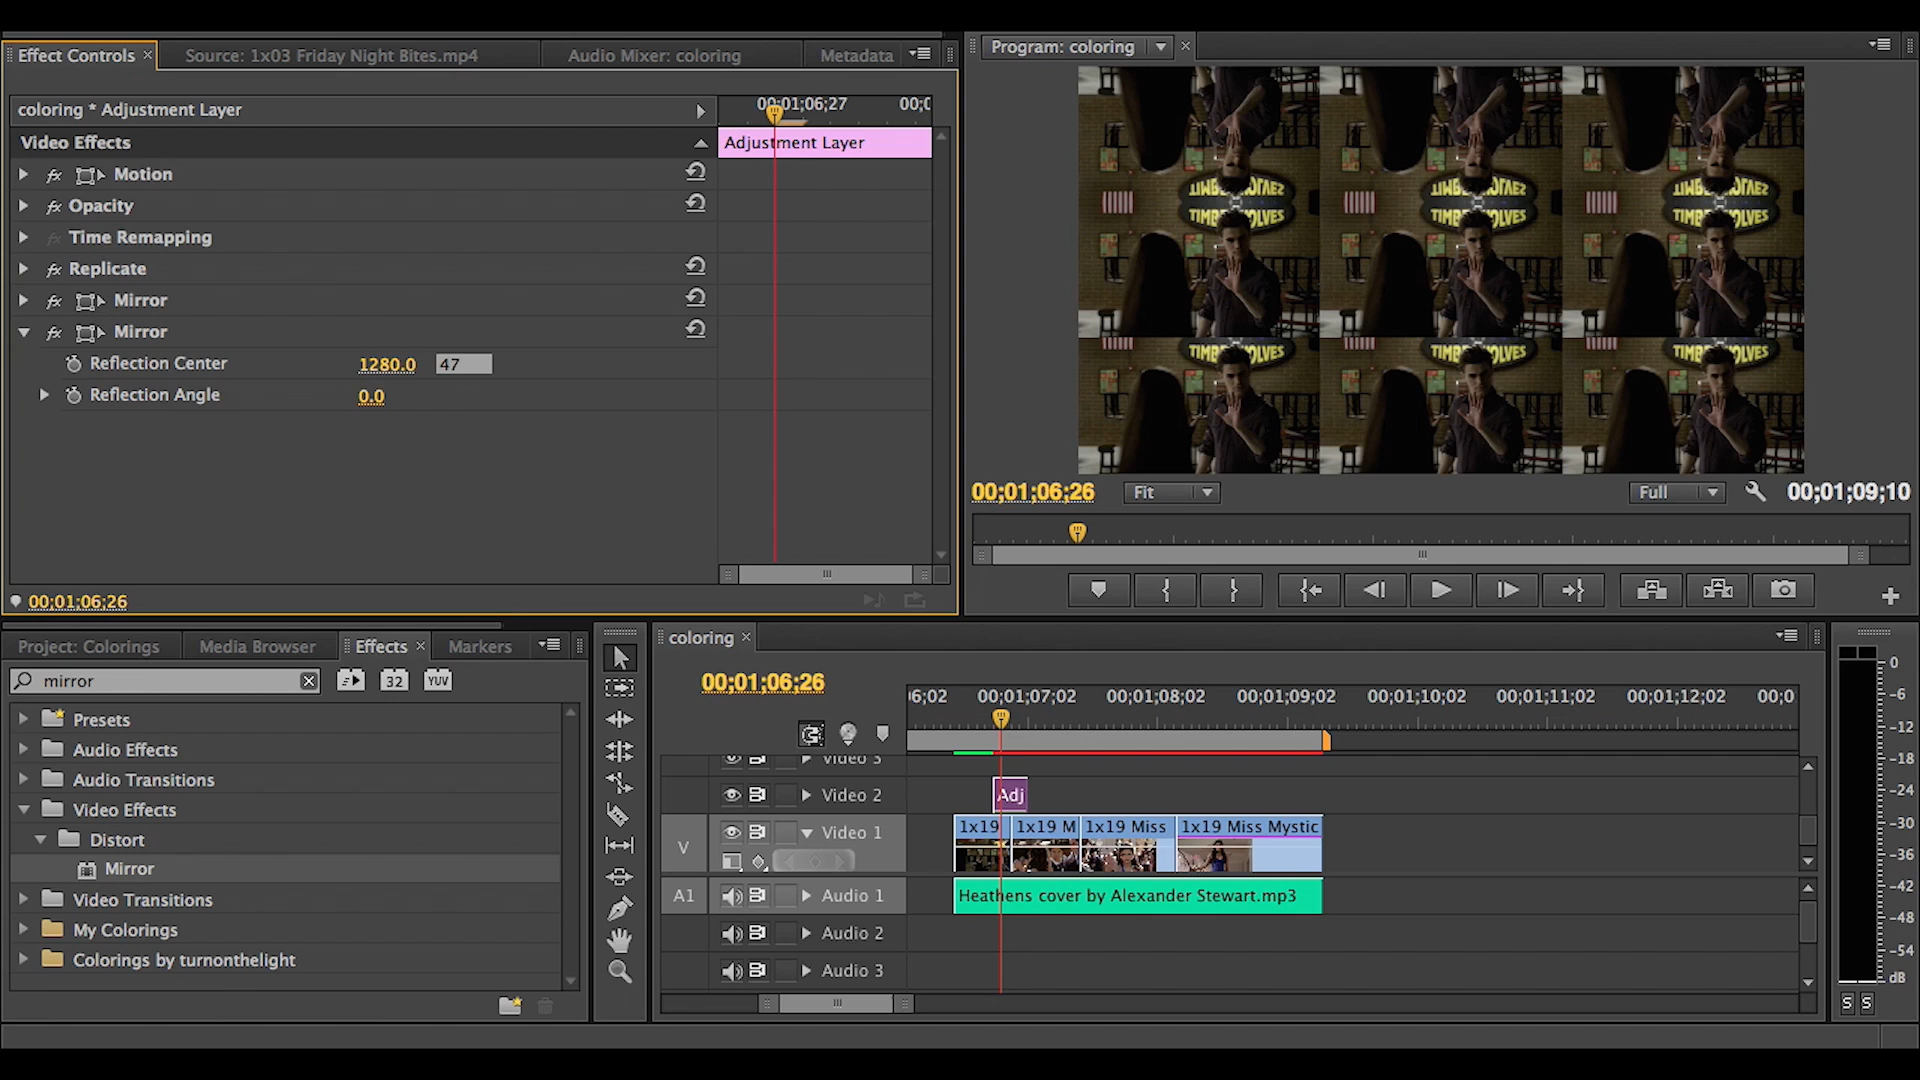 Effect Controls
Source: 1x03 Friday Night Bites.mp4
Audio Mixer: coloring
Metadata
coloring * Adjustment Layer
00;01;06;27
Video Effects
Adjustment Layer
fx Motion
fx Opacity
fx Time Remapping
fx Replicate
fx Mirror
fx Mirror
Reflection Center 1280.0 47
Reflection Angle 0.0
00;01;06;26
Program: coloring
TIMBERWOLVES
00;01;06;26
Fit
Full
00;01;09;10
Project: Colorings
Media Browser
Effects
Markers
mirror
32
YUV
Presets
Audio Effects
Audio Transitions
Video Effects
Distort
Mirror
Video Transitions
My Colorings
Colorings by turnonthelight
coloring
00;01;06;26
00;01;07;02 00;01;08;02 00;01;09;02 00;01;10;02 00;01;11;02 00;01;12;02
Video 3
Video 2
Adj
V
Video 1
1x19
1x19 M
1x19 Miss
1x19 Miss Mystic
A1
Audio 1
Heathens cover by Alexander Stewart.mp3
Audio 2
Audio 3
0
-6
-12
-18
-24
-30
-36
-42
-48
-54
dB
S S